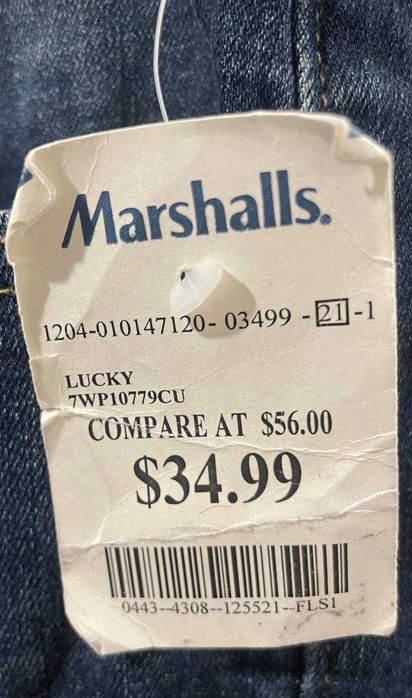 Marshalls.
1204-010147120- 03499 -21-1
LUCKY
7WP10779CU
COMPARE AT $56.00
$34.99
0443--4308--125521--FLS1